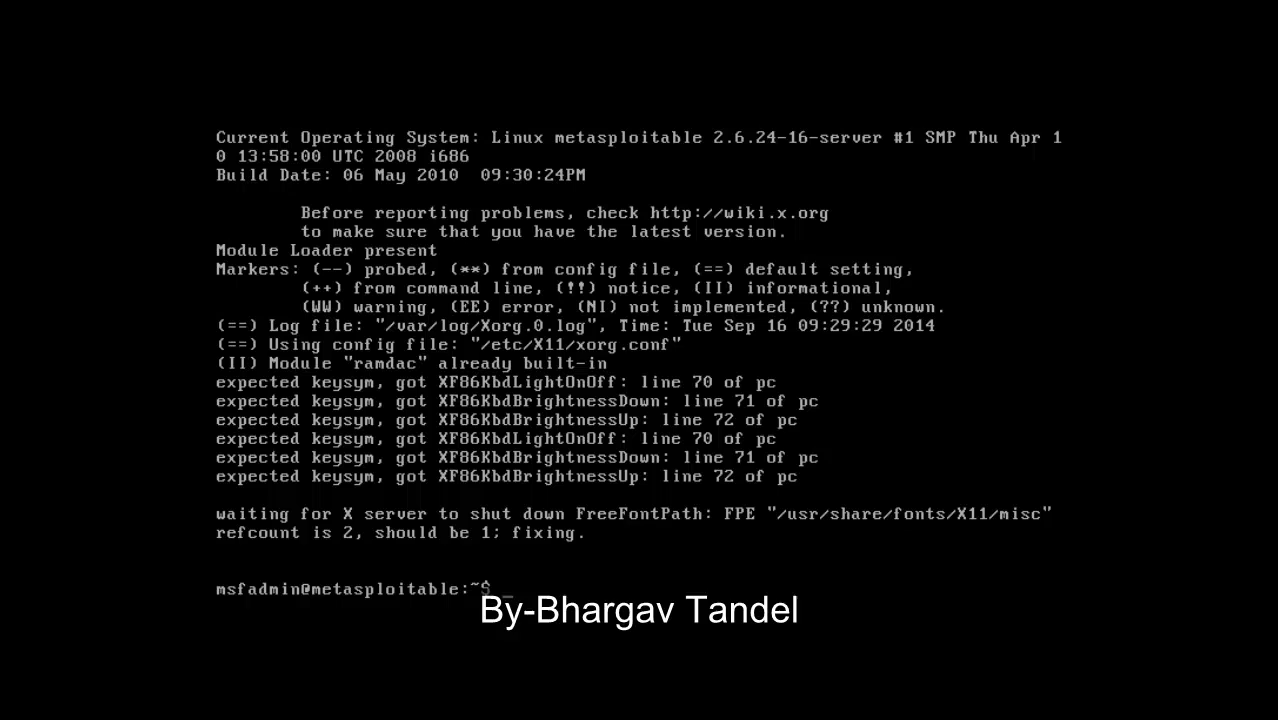 Current Operating System: Linux metasploitable 2.6.24-16-server #1 SMP Thu Apr 1
0 13:58:00 UTC 2008 i686
Build Date: 06 May 2010  09:30:24PM
Before reporting problems, check http://wiki.x.org
to make sure that you have the latest version.
Module Loader present
Markers: (--) probed, (**) from config file, (==) default setting,
(++) from command line, (!!) notice, (II) informational,
(WW) warning, (EE) error, (NI) not implemented, (??) unknown.
(==) Log file: "/var/log/Xorg.0.log", Time: Tue Sep 16 09:29:29 2014
(==) Using config file: "/etc/X11/xorg.conf"
(II) Module "ramdac" already built-in
expected keysym, got XF86KbdLightOnOff: line 70 of pc
expected keysym, got XF86KbdBrightnessDown: line 71 of pc
expected keysym, got XF86KbdBrightnessUp: line 72 of pc
expected keysym, got XF86KbdLightOnOff: line 70 of pc
expected keysym, got XF86KbdBrightnessDown: line 71 of pc
expected keysym, got XF86KbdBrightnessUp: line 72 of pc
waiting for X server to shut down FreeFontPath: FPE "/usr/share/fonts/X11/misc"
refcount is 2, should be 1; fixing.
msfadmin@metasploitable:~$ _
By-Bhargav Tandel